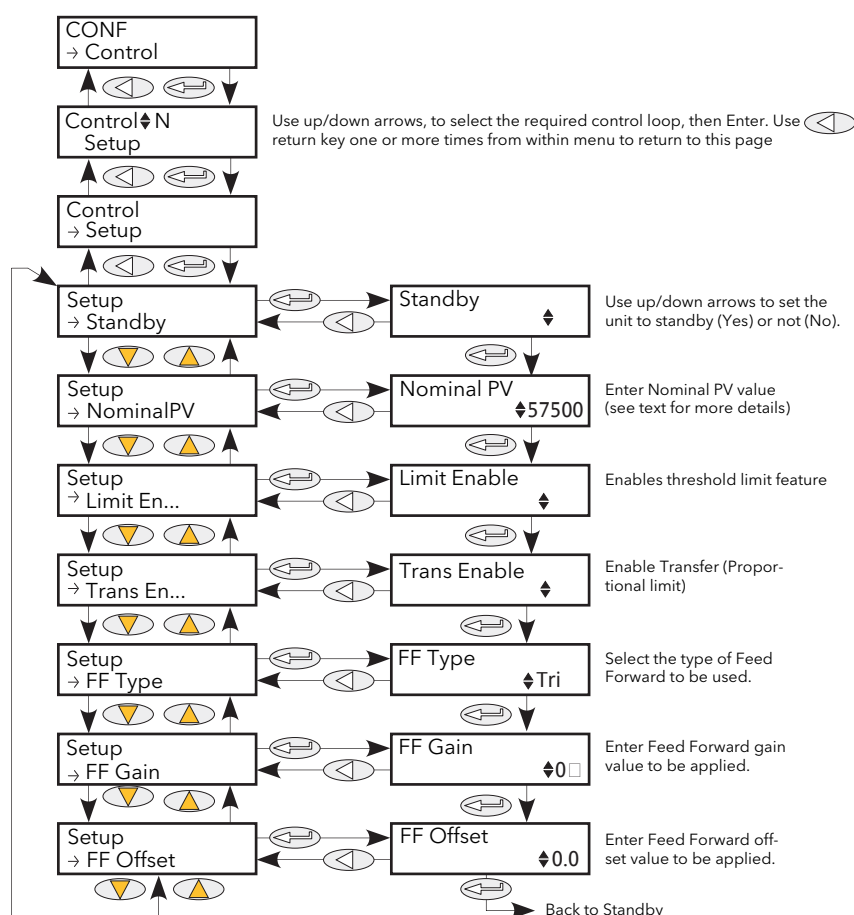 CONF
→ Control
Control♦N
Setup
Use up/down arrows, to select the required control loop, then Enter. Use
return key one or more times from within menu to return to this page
Control
→ Setup
Setup
→ Standby
Standby
Use up/down arrows to set the
unit to standby (Yes) or not (No).
Setup
→ NominalPV
Nominal PV
♦57500
Enter Nominal PV value
(see text for more details)
Setup
→ Limit En...
Limit Enable
Enables threshold limit feature
Setup
→ Trans En...
Trans Enable
Enable Transfer (Propor-
tional limit)
Setup
→ FF Type
FF Type
♦Tri
Select the type of Feed
Forward to be used.
Setup
→ FF Gain
FF Gain
♦0□
Enter Feed Forward gain
value to be applied.
Setup
→ FF Offset
FF Offset
♦0.0
Enter Feed Forward off-
set value to be applied.
Back to Standby